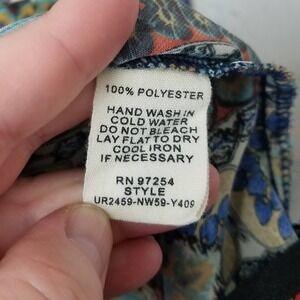 100% POLYESTER
HAND WASH IN
COLD WATER
DO NOT BLEACH
LAY FLAT TO DRY
COOL IRON
IF NECESSARY
RN 97254
STYLE
UR2459-NW59-Y409